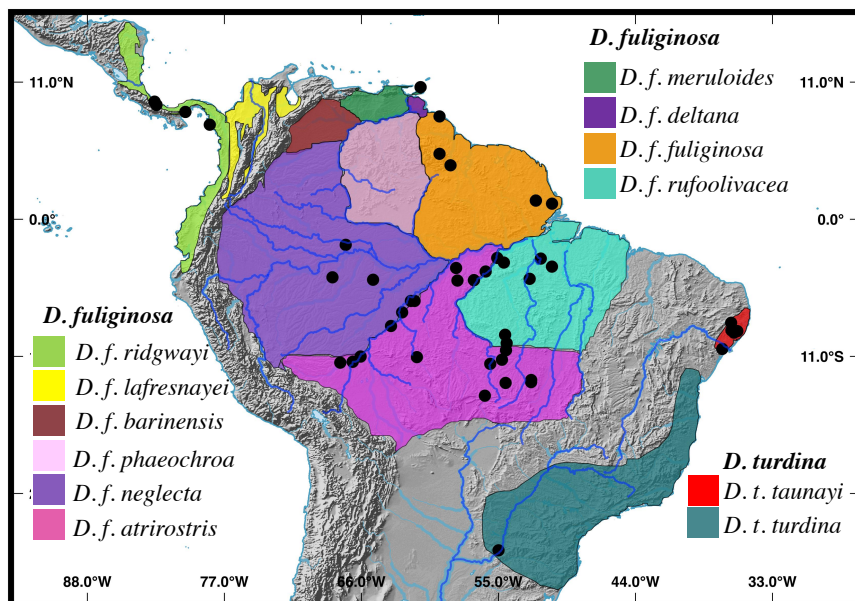 D. fuliginosa
D. f. meruloides
D. f. deltana
D. f. fuliginosa
D. f. rufoolivacea
11.0°N
11.0°N
0.0°
0.0°
D. fuliginosa
D. f. ridgwayi
D. f. lafresnayei
D. f. barinensis
D. f. phaeochroa
D. f. neglecta
D. f. atrirostris
11.0°S
D. turdina
D. t. taunayi
D. t. turdina
88.0°W 77.0°W 66.0°W 55.0°W 44.0°W 33.0°W